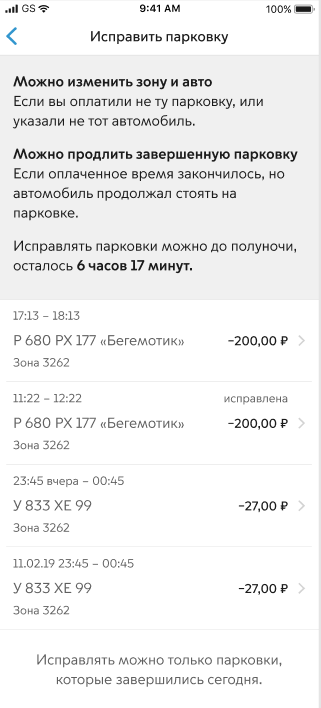 GS 9:41 AM 100%
Исправить парковку
Можно изменить зону и авто
Если вы оплатили не ту парковку, или
указали не тот автомобиль.
Можно продлить завершенную парковку
Если оплаченное время закончилось, но
автомобиль продолжал стоять на
парковке.
Исправлять парковки можно до полуночи,
осталось 6 часов 17 минут.
17:13 – 18:13
Р 680 РХ 177 «Бегемотик» −200,00 ₽
Зона 3262
11:22 – 12:22 исправлена
Р 680 РХ 177 «Бегемотик» −200,00 ₽
Зона 3262
23:45 вчера – 00:45
У 833 ХЕ 99 −27,00 ₽
Зона 3262
11.02.19 23:45 – 00:45
У 833 ХЕ 99 −27,00 ₽
Зона 3262
Исправлять можно только парковки,
которые завершились сегодня.